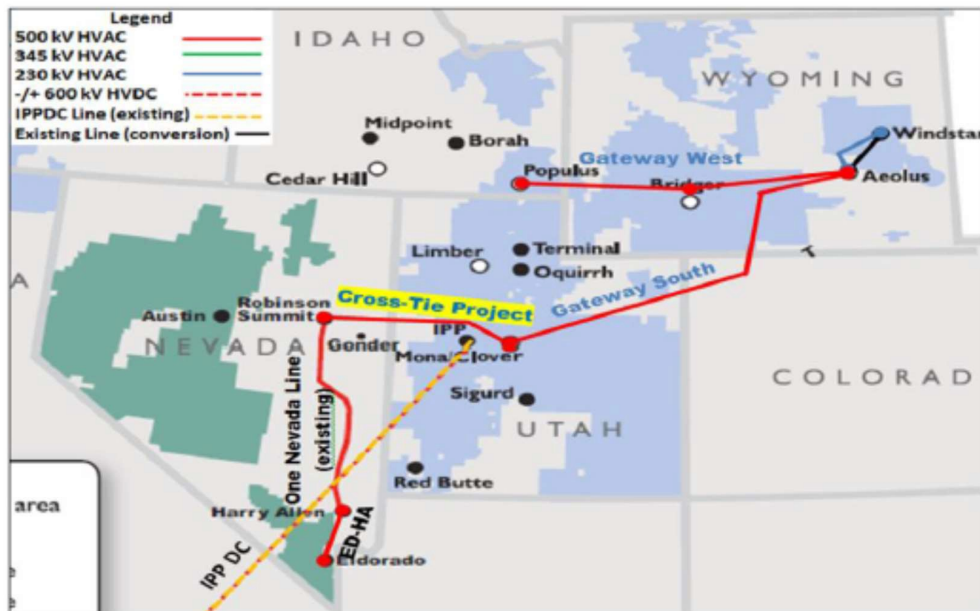 Legend
500 kV HVAC
345 kV HVAC
230 kV HVAC
-/+ 600 kV HVDC
IPPDC Line (existing)
Existing Line (conversion)
IDAHO
WYOMING
Midpoint
Borah
Windstar
Cedar Hill
Populus
Gateway West
Bridger
Aeolus
Limber
Terminal
Oquirrh
Gateway South
T
A
Robinson
Summit
Austin
Cross-Tie Project
NEVADA
Gonder
IPP
Mona/Clover
COLORAD
Sigurd
UTAH
One Nevada Line
(existing)
Red Butte
area
Harry Allen
ED-HA
Eldorado
IPP DC
e
e